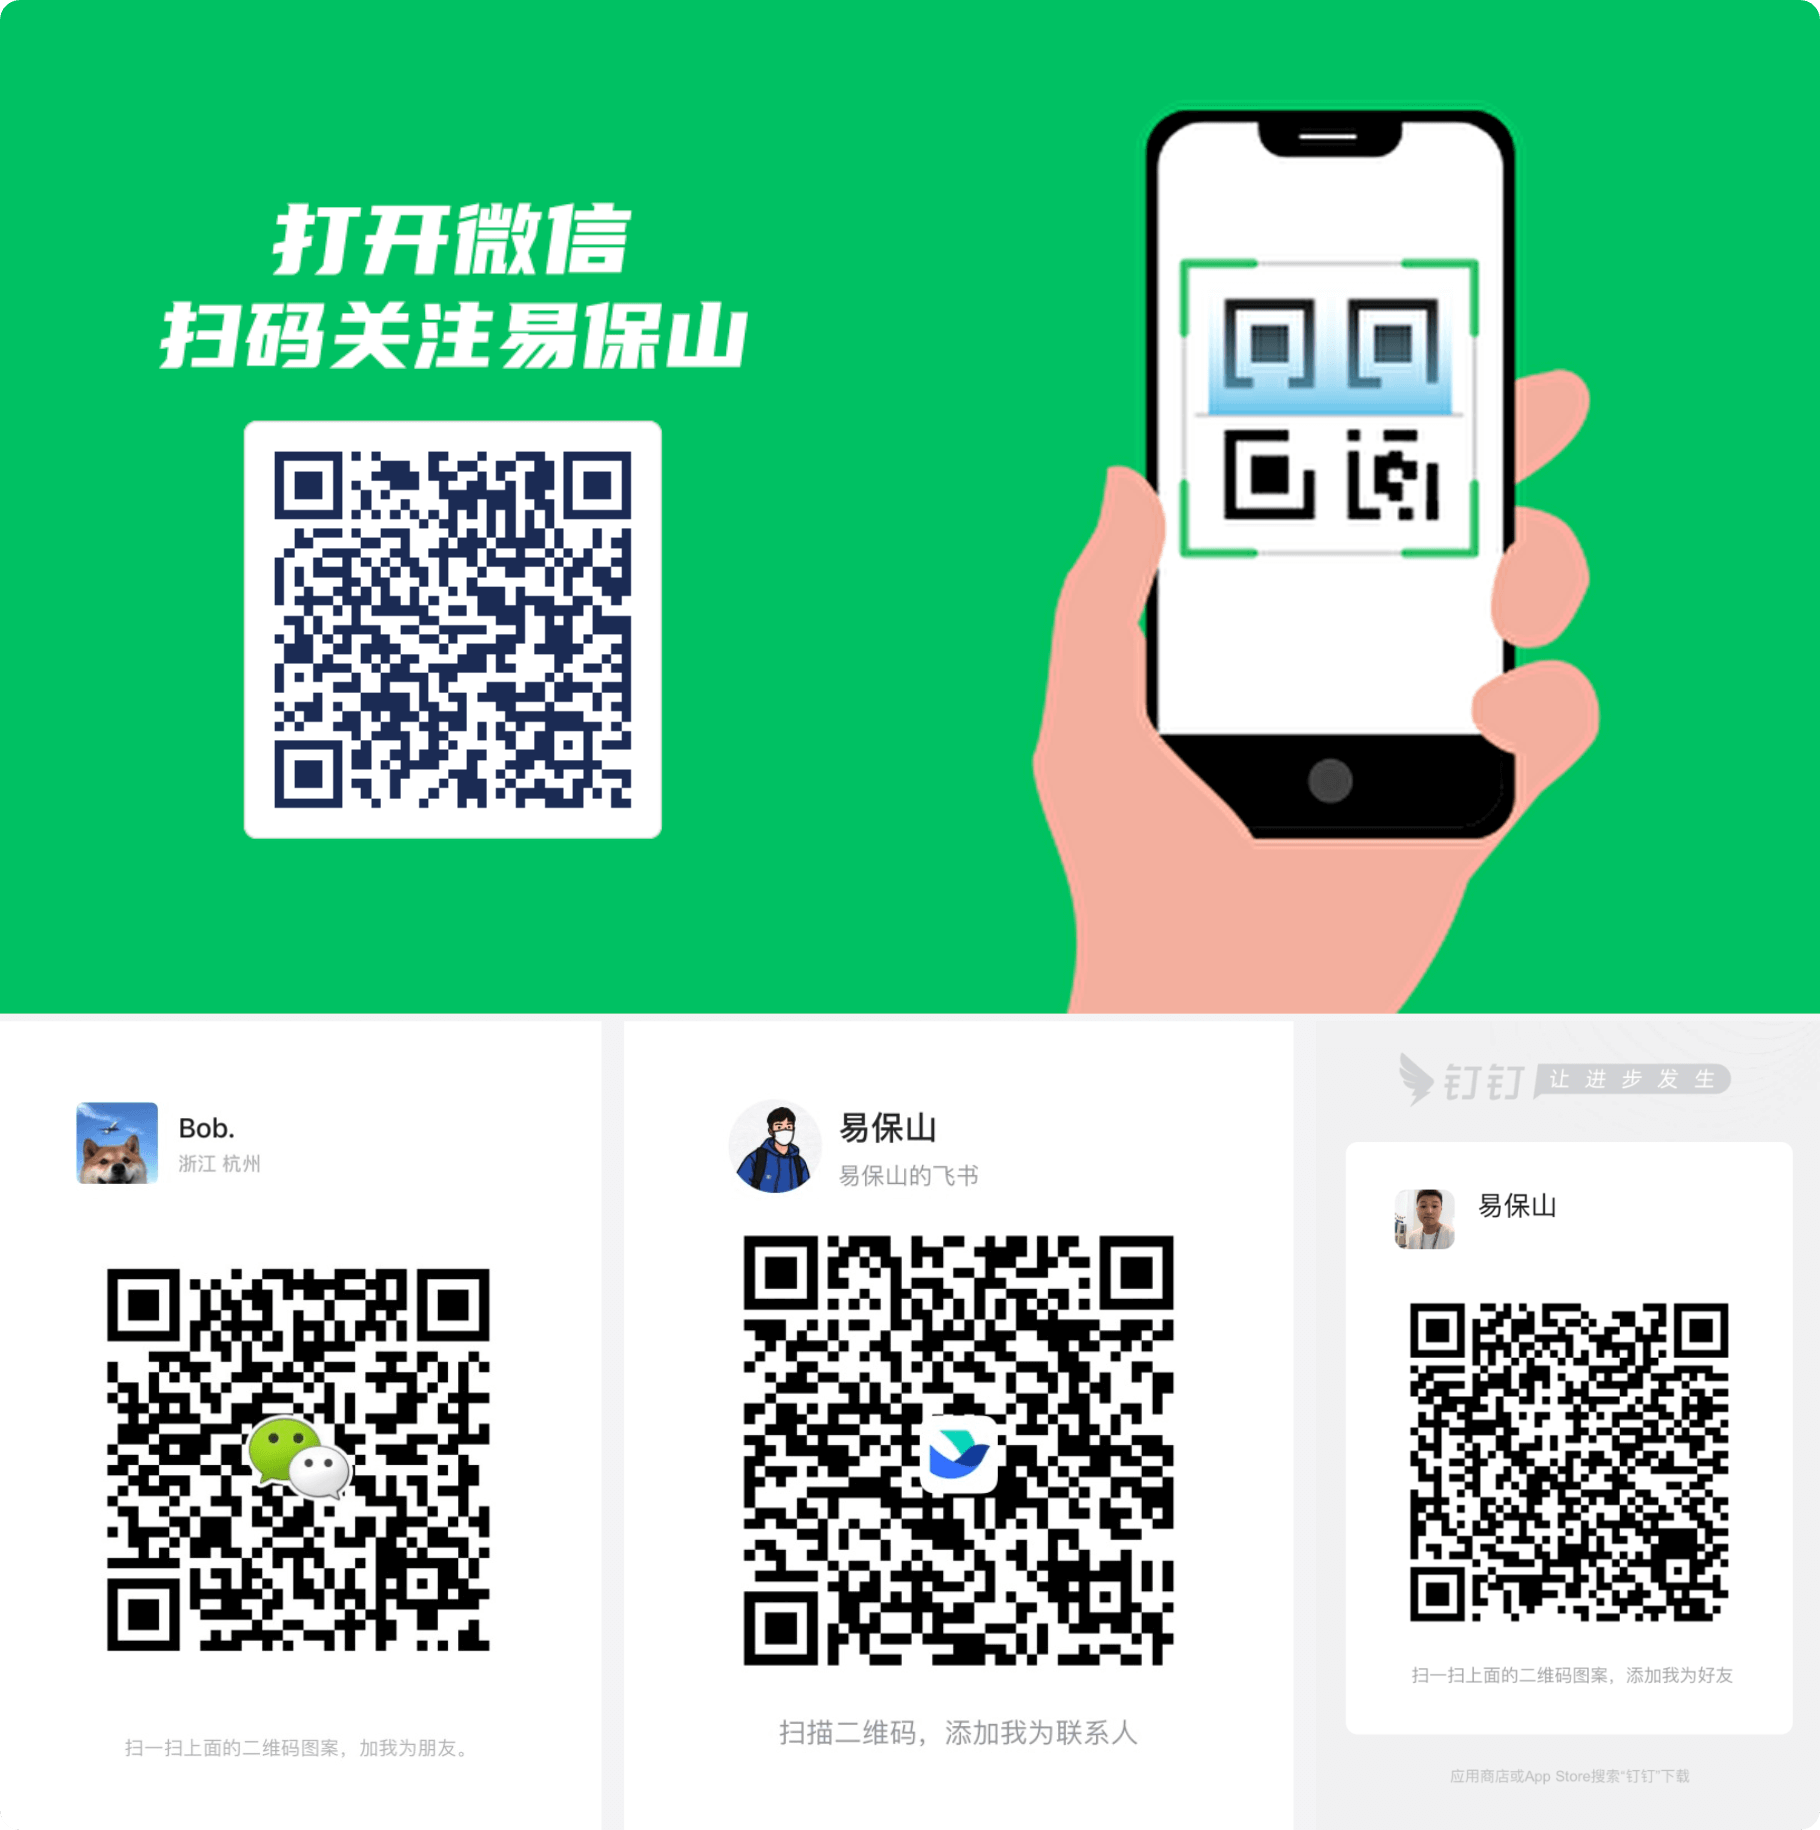 打开微信
扫码关注易保山
Bob.
浙江 杭州
扫一扫上面的二维码图案，加我为朋友。
易保山
易保山的飞书
扫描二维码，添加我为联系人
钉钉 让进步发生
易保山
扫一扫上面的二维码图案，添加我为好友
应用商店或App Store搜索“钉钉”下载